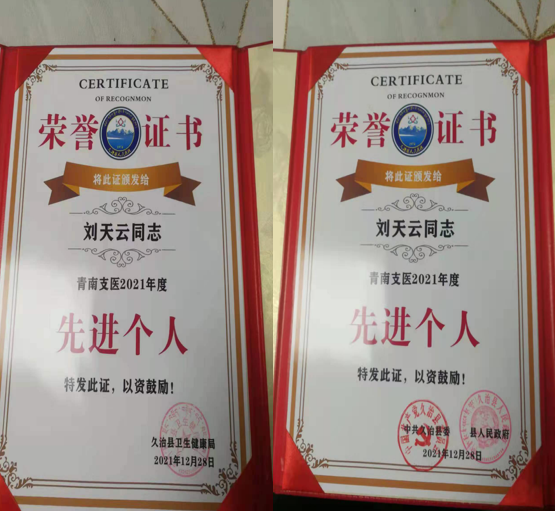 CERTIFICATE
OF RECOGNMON
荣誉证书
将此证颁发给
刘天云同志
青南支医2021年度
先进个人
特发此证，以资鼓励！
久治县卫生健康局
2021年12月28日
CERTIFICATE
OF RECOGNMON
荣誉证书
将此证颁发给
刘天云同志
青南支医2021年度
先进个人
特发此证，以资鼓励！
中共久治县委 县人民政府
2021年12月28日